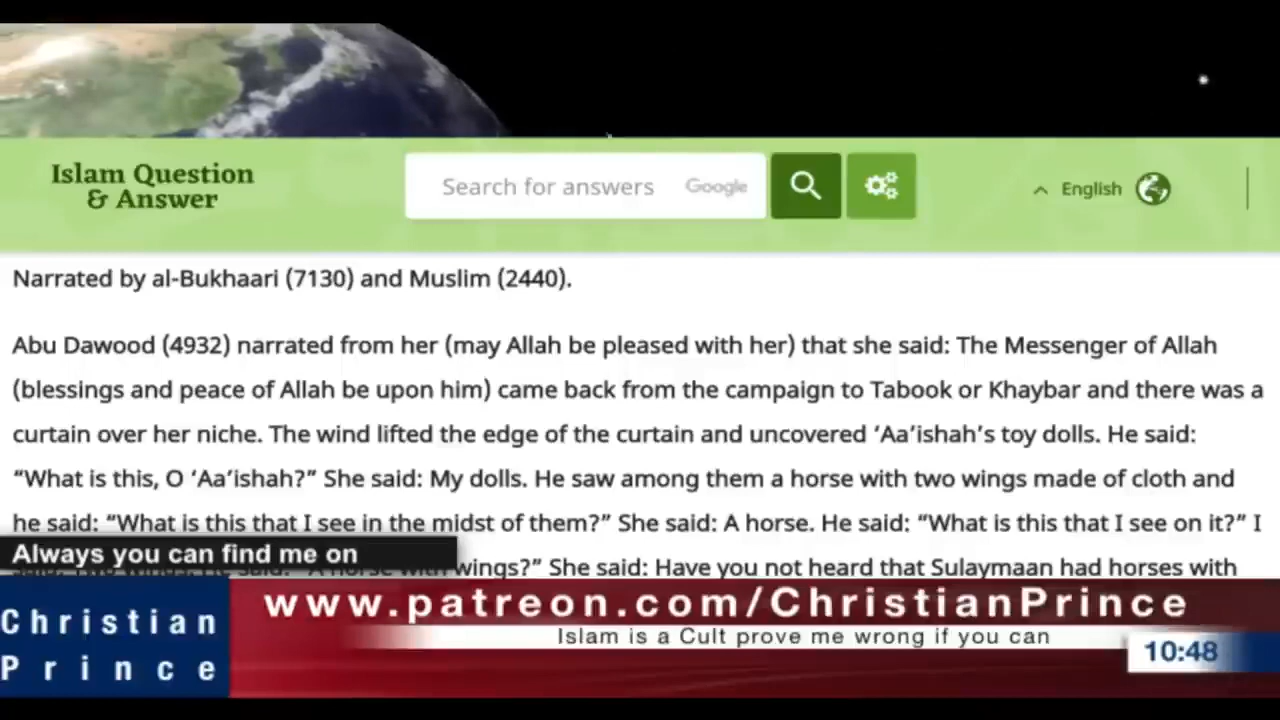 Islam Question
& Answer
Search for answers Google
English
Narrated by al-Bukhaari (7130) and Muslim (2440).
Abu Dawood (4932) narrated from her (may Allah be pleased with her) that she said: The Messenger of Allah
(blessings and peace of Allah be upon him) came back from the campaign to Tabook or Khaybar and there was a
curtain over her niche. The wind lifted the edge of the curtain and uncovered ‘Aa’ishah’s toy dolls. He said:
“What is this, O ‘Aa’ishah?” She said: My dolls. He saw among them a horse with two wings made of cloth and
he said: “What is this that I see in the midst of them?” She said: A horse. He said: “What is this that I see on it?” I
wings?” She said: Have you not heard that Sulaymaan had horses with
Always you can find me on
www.patreon.com/ChristianPrince
Islam is a Cult prove me wrong if you can
Christian
Prince
10:48